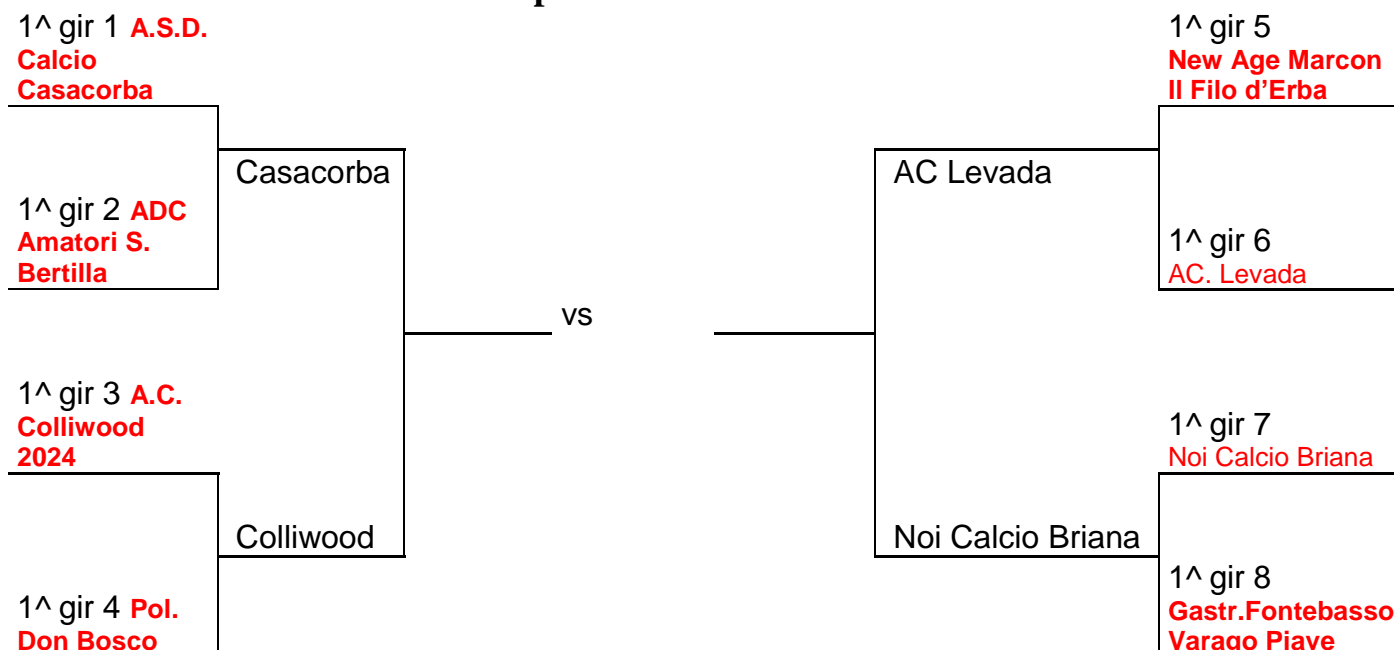 1^ gir 1 A.S.D.
Calcio
Casacorba
1^ gir 2 ADC
Amatori S.
Bertilla
1^ gir 3 A.C.
Colliwood
2024
1^ gir 4 Pol.
Don Bosco
Casacorba
Colliwood
vs
AC Levada
Noi Calcio Briana
1^ gir 5
New Age Marcon
Il Filo d’Erba
1^ gir 6
AC. Levada
1^ gir 7
Noi Calcio Briana
1^ gir 8
Gastr.Fontebasso
Varago Piave